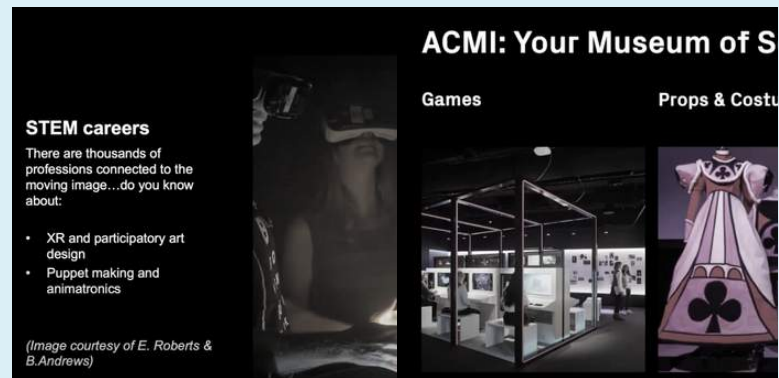 STEM careers
There are thousands of
professions connected to the
moving image…do you know
about:
• XR and participatory art
design
• Puppet making and
animatronics
(Image courtesy of E. Roberts &
B.Andrews)
ACMI: Your Museum of S
Games
Props & Costu